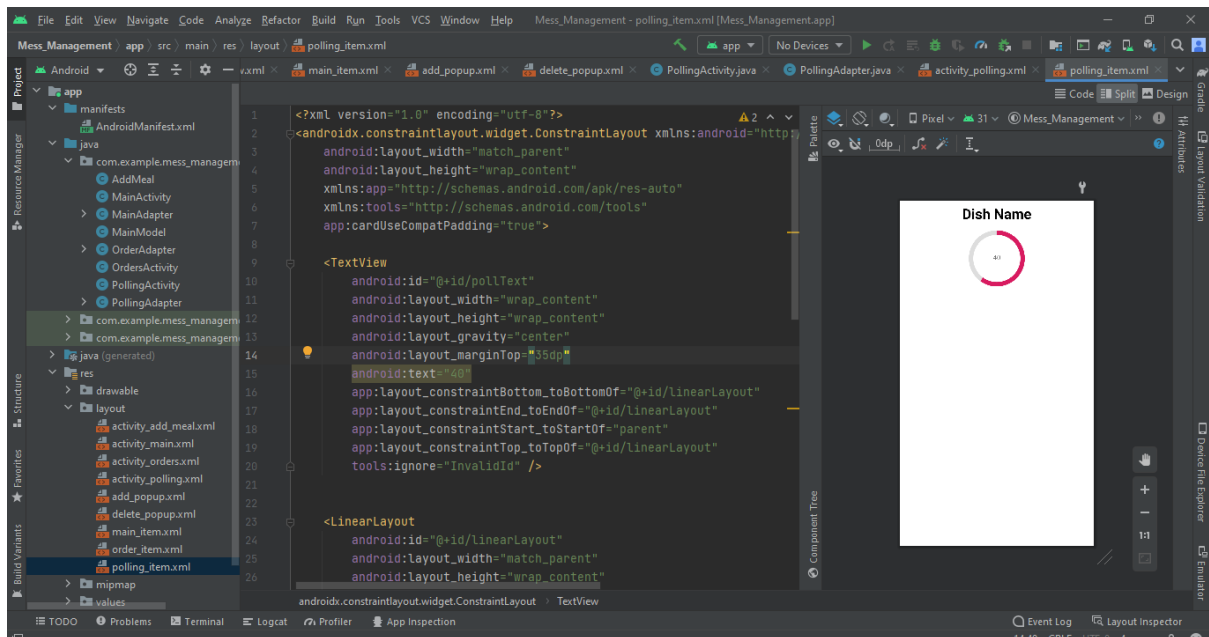 File Edit View Navigate Code Analyze Refactor Build Run Tools VCS Window Help Mess_Management - polling_item.xml [Mess_Management.app]
Mess_Management app src main res layout polling_item.xml app No Devices
Android main_item.xml add_popup.xml delete_popup.xml PollingActivity.java PollingAdapter.java activity_polling.xml polling_item.xml
Code Split Design
Project
Resource Manager
Structure
Favorites
Build Variants
app
manifests
AndroidManifest.xml
java
com.example.mess_managem
AddMeal
MainActivity
MainAdapter
MainModel
OrderAdapter
OrdersActivity
PollingActivity
PollingAdapter
com.example.mess_managem
com.example.mess_managem
java (generated)
res
drawable
layout
activity_add_meal.xml
activity_main.xml
activity_orders.xml
activity_polling.xml
add_popup.xml
delete_popup.xml
main_item.xml
order_item.xml
polling_item.xml
mipmap
values
1 <?xml version="1.0" encoding="utf-8"?>
2 <androidx.constraintlayout.widget.ConstraintLayout xmlns:android="http:
3 android:layout_width="match_parent"
4 android:layout_height="wrap_content"
5 xmlns:app="http://schemas.android.com/apk/res-auto"
6 xmlns:tools="http://schemas.android.com/tools"
7 app:cardUseCompatPadding="true">
8
9 <TextView
10 android:id="@+id/pollText"
11 android:layout_width="wrap_content"
12 android:layout_height="wrap_content"
13 android:layout_gravity="center"
14 android:layout_marginTop="35dp"
15 android:text="40"
16 app:layout_constraintBottom_toBottomOf="@+id/linearLayout"
17 app:layout_constraintEnd_toEndOf="@+id/linearLayout"
18 app:layout_constraintStart_toStartOf="parent"
19 app:layout_constraintTop_toTopOf="@+id/linearLayout"
20 tools:ignore="InvalidId" />
21
22
23 <LinearLayout
24 android:id="@+id/linearLayout"
25 android:layout_width="match_parent"
26 android:layout_height="wrap_content"
2
androidx.constraintlayout.widget.ConstraintLayout TextView
Palette
Component Tree
Pixel 31 Mess_Management
0dp
Dish Name
40
1:1
Attributes
Gradle
Layout Validation
Device File Explorer
Emulator
TODO Problems Terminal Logcat Profiler App Inspection Event Log Layout Inspector